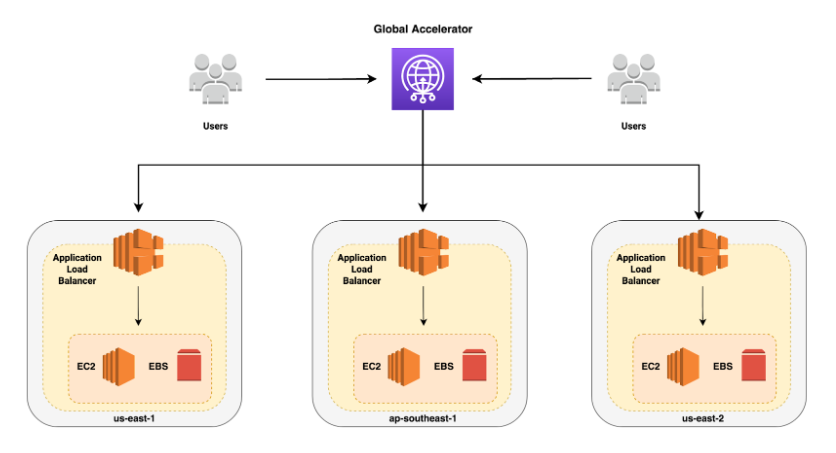 Global Accelerator
Users
Users
Application
Load
Balancer
EC2
EBS
us-east-1
Application
Load
Balancer
EC2
EBS
ap-southeast-1
Application
Load
Balancer
EC2
EBS
us-east-2